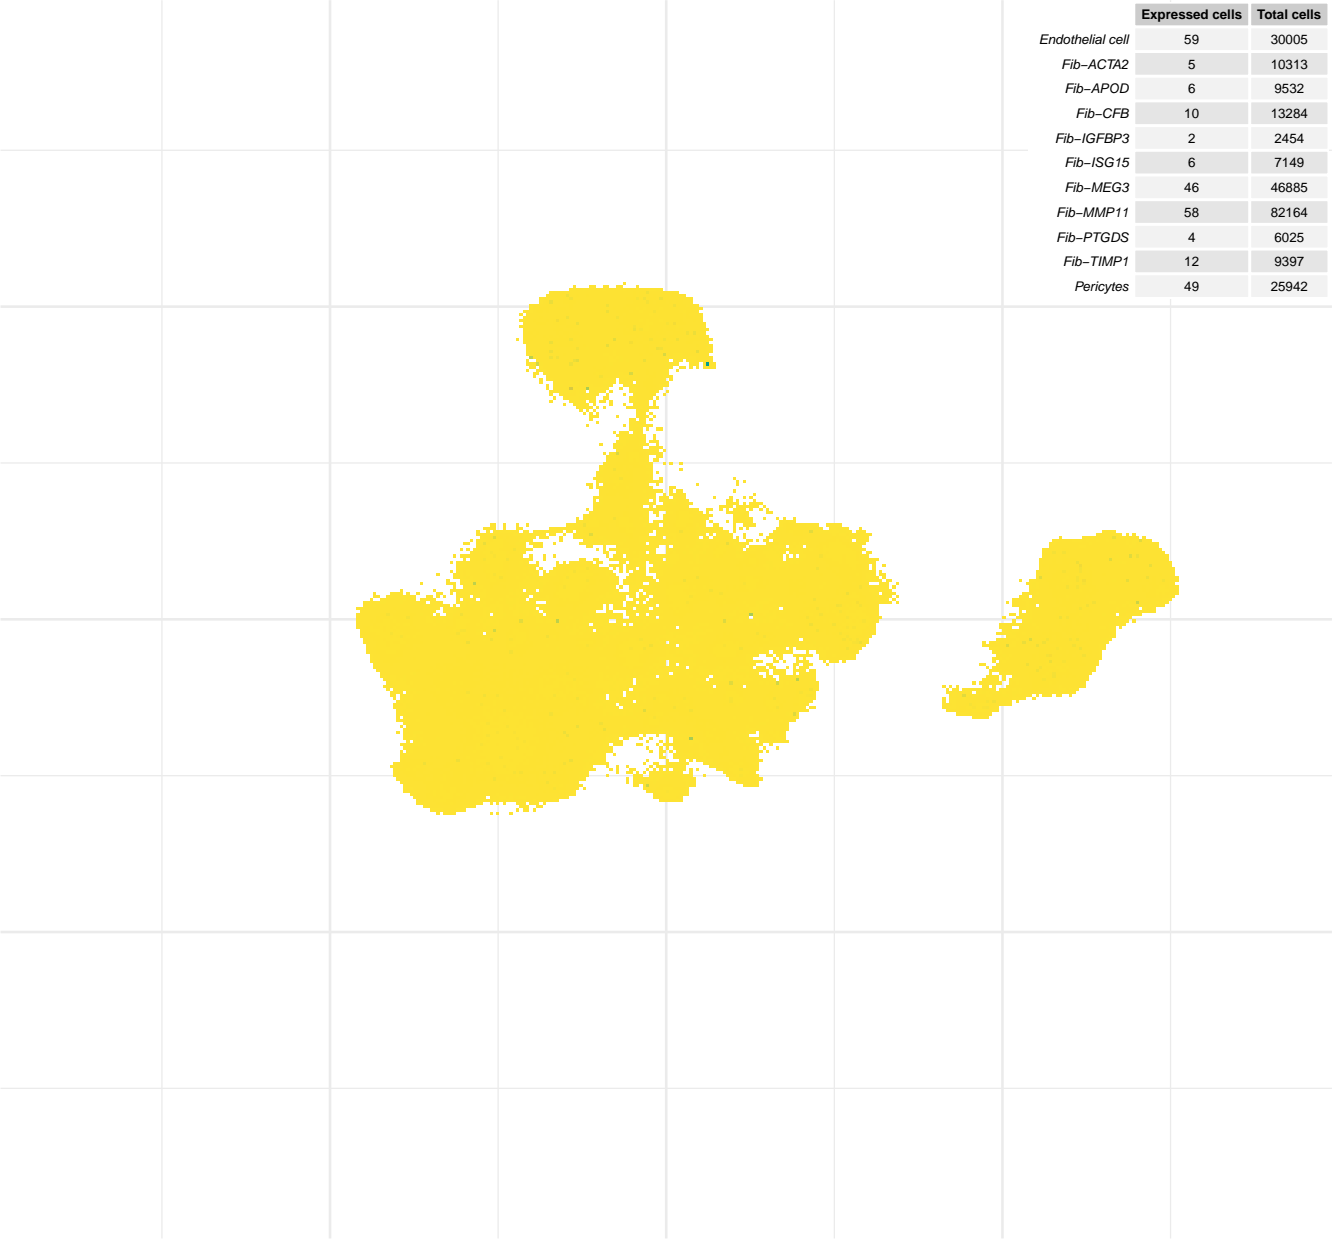 Expressed cells Total cells
Endothelial cell 59 30005
Fib−ACTA2 5 10313
Fib−APOD 6 9532
Fib−CFB 10 13284
Fib−IGFBP3 2 2454
Fib−ISG15 6 7149
Fib−MEG3 46 46885
Fib−MMP11 58 82164
Fib−PTGDS 4 6025
Fib−TIMP1 12 9397
Pericytes 49 25942